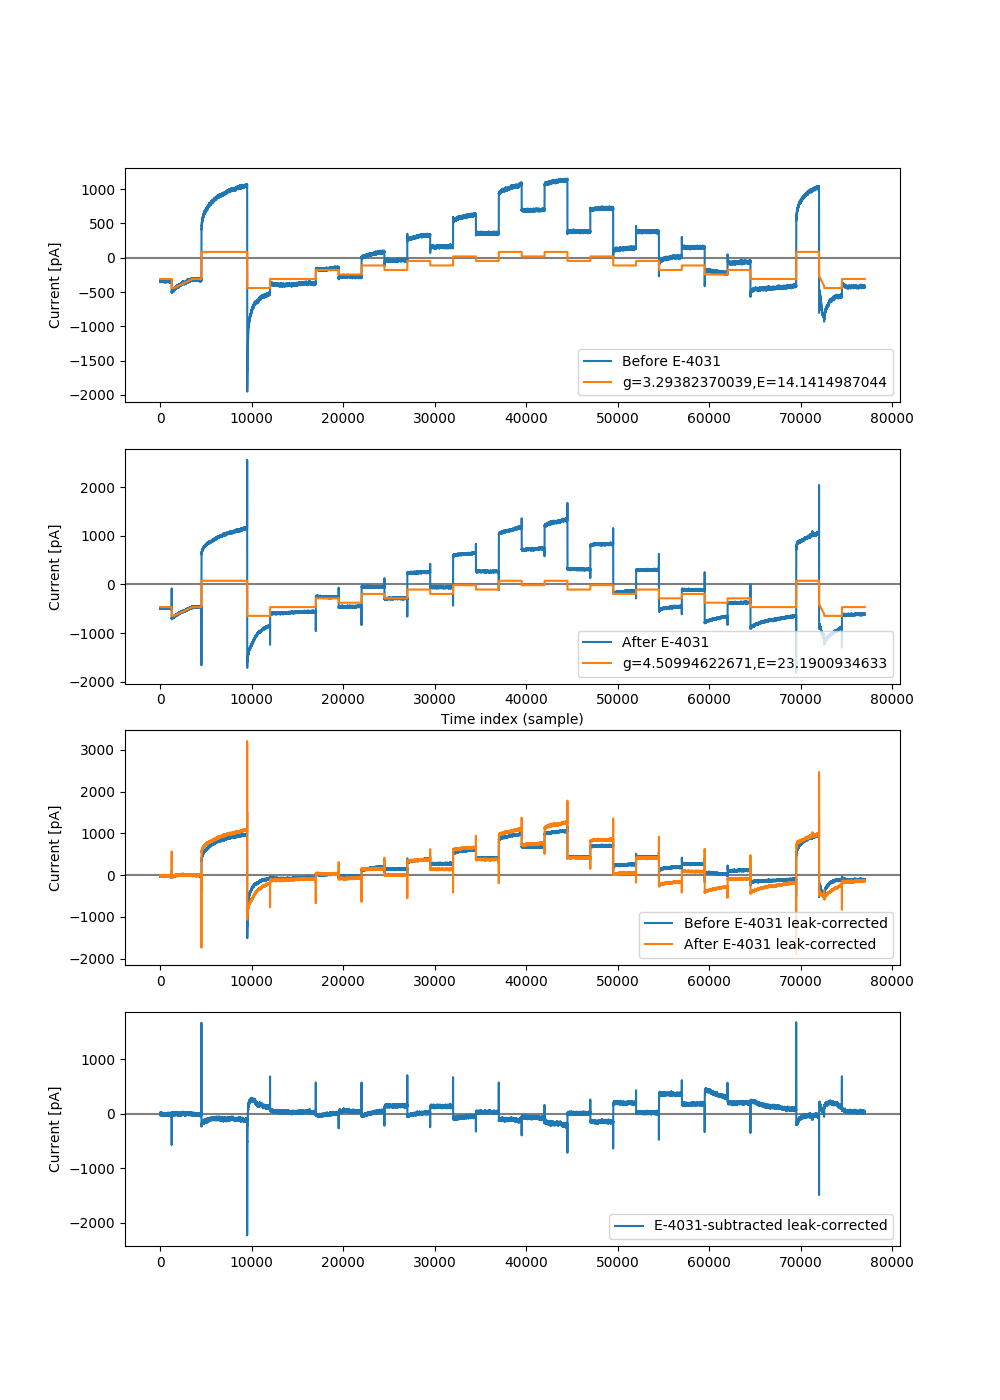 1000
500
0
−500
−1000
−1500
−2000
Current [pA]
Before E-4031
g=3.29382370039,E=14.1414987044
0 10000 20000 30000 40000 50000 60000 70000 80000
2000
1000
0
−1000
−2000
Current [pA]
After E-4031
g=4.50994622671,E=23.1900934633
0 10000 20000 30000 40000 50000 60000 70000 80000
Time index (sample)
3000
2000
1000
0
−1000
−2000
Current [pA]
Before E-4031 leak-corrected
After E-4031 leak-corrected
0 10000 20000 30000 40000 50000 60000 70000 80000
1000
0
−1000
−2000
Current [pA]
E-4031-subtracted leak-corrected
0 10000 20000 30000 40000 50000 60000 70000 80000